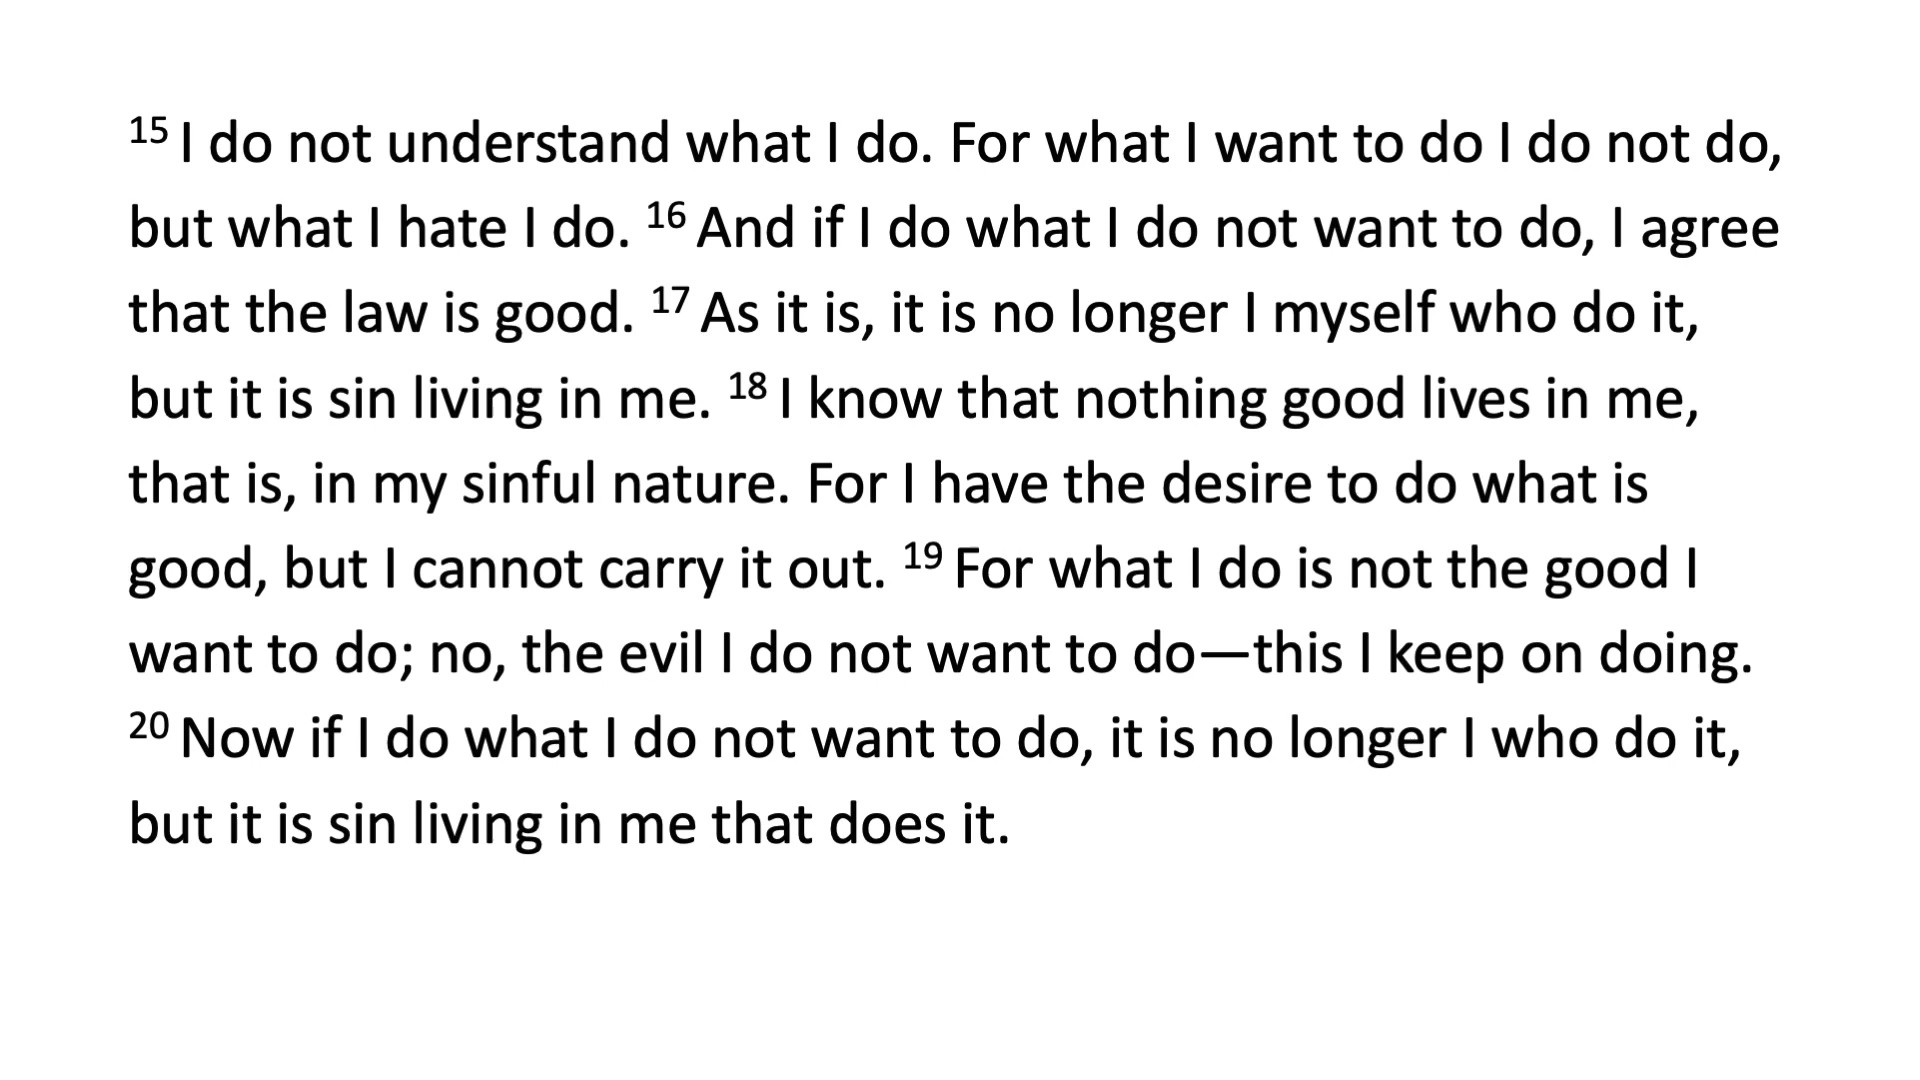 15 I do not understand what I do. For what I want to do I do not do,
but what I hate I do. 16 And if I do what I do not want to do, I agree
that the law is good. 17 As it is, it is no longer I myself who do it,
but it is sin living in me. 18 I know that nothing good lives in me,
that is, in my sinful nature. For I have the desire to do what is
good, but I cannot carry it out. 19 For what I do is not the good I
want to do; no, the evil I do not want to do—this I keep on doing.
20 Now if I do what I do not want to do, it is no longer I who do it,
but it is sin living in me that does it.